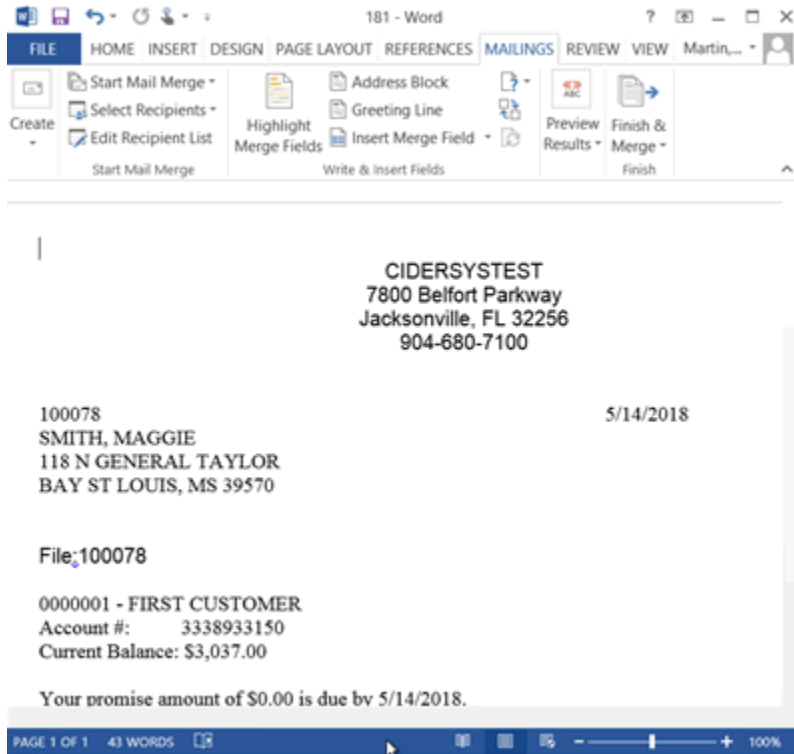 181 - Word
?
FILE HOME INSERT DESIGN PAGE LAYOUT REFERENCES MAILINGS REVIEW VIEW Martin,...
Create
Start Mail Merge
Select Recipients
Edit Recipient List
Start Mail Merge
Highlight
Merge Fields
Address Block
Greeting Line
Insert Merge Field
Write & Insert Fields
ABC
Preview
Results
Finish &
Merge
Finish
CIDERSYSTEST
7800 Belfort Parkway
Jacksonville, FL 32256
904-680-7100
100078 5/14/2018
SMITH, MAGGIE
118 N GENERAL TAYLOR
BAY ST LOUIS, MS 39570
File:100078
0000001 - FIRST CUSTOMER
Account #: 3338933150
Current Balance: $3,037.00
Your promise amount of $0.00 is due by 5/14/2018.
PAGE 1 OF 1 43 WORDS 100%